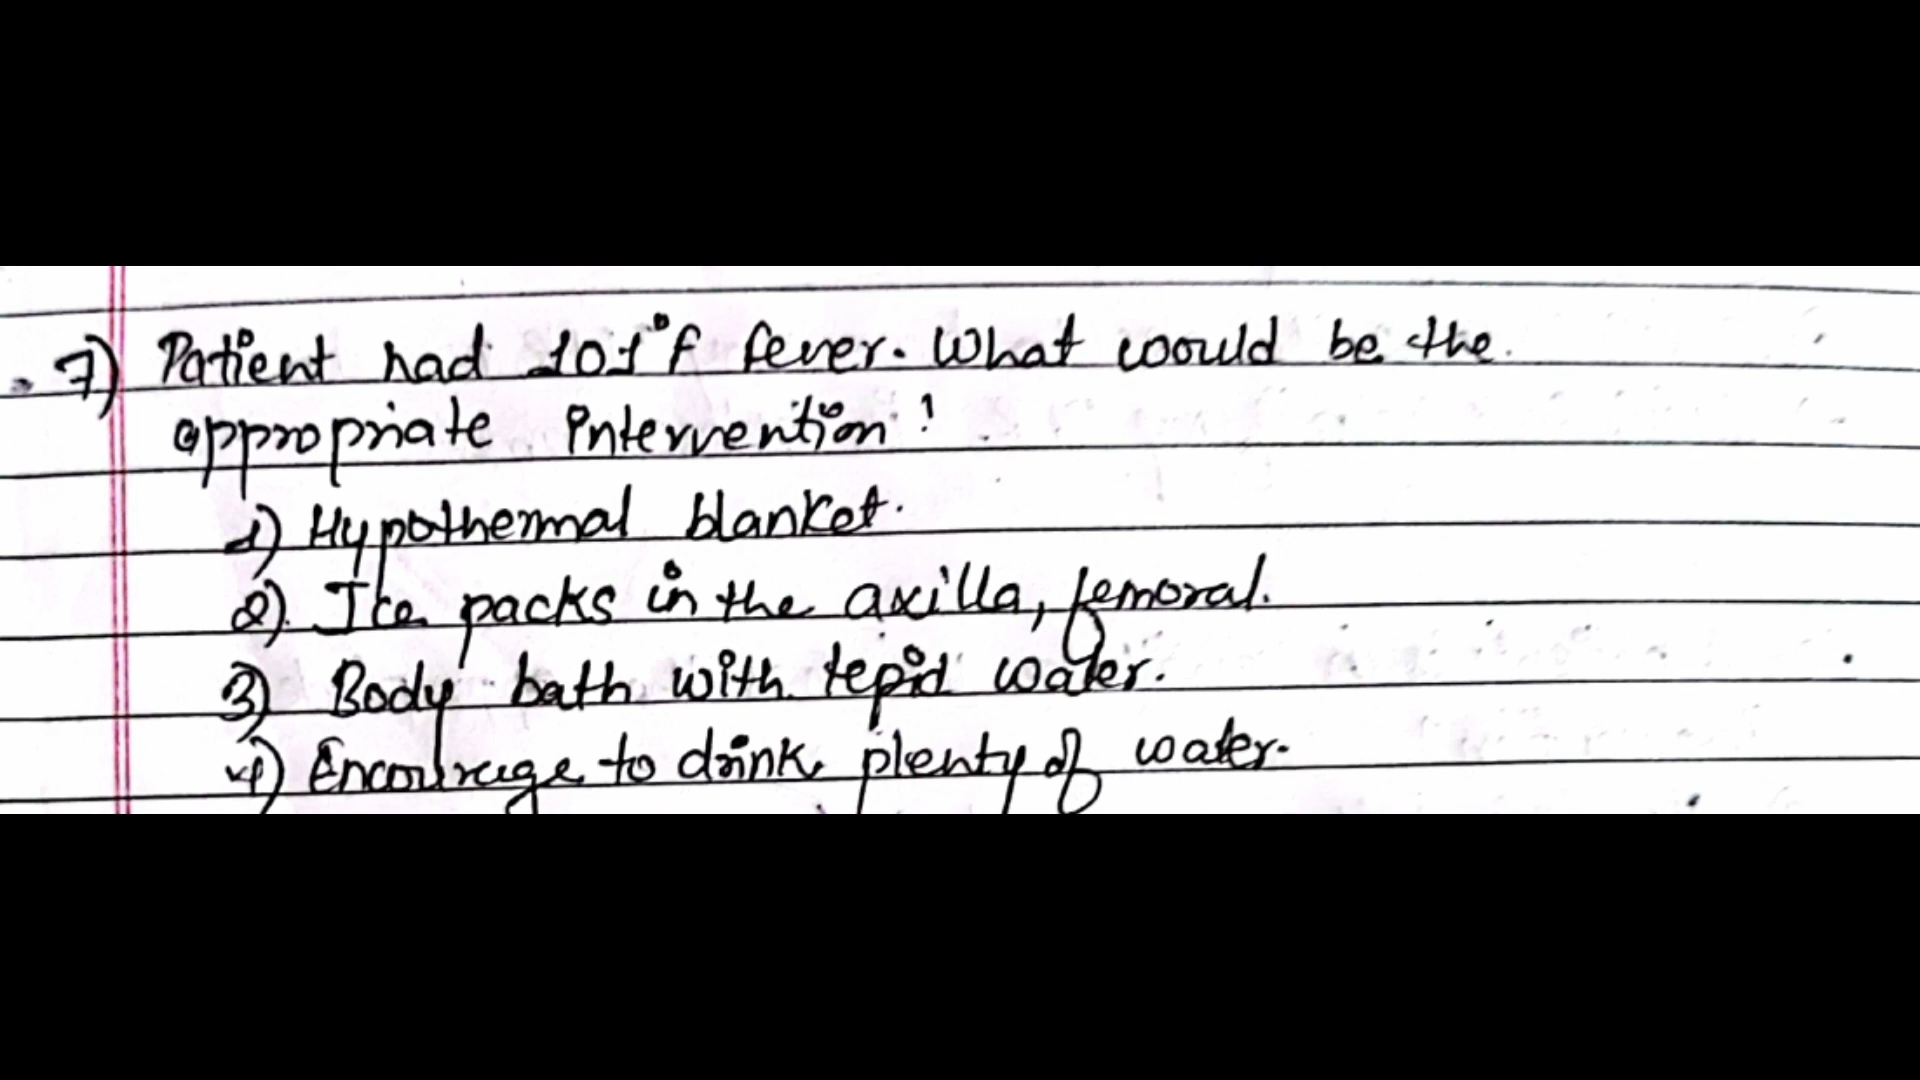 7) Patient had 101°F fever. What would be the
appropriate intervention?
1) Hypothermal blanket.
2) Ice packs in the axilla, femoral.
3) Body bath with tepid water.
4) Encourage to drink plenty of water.